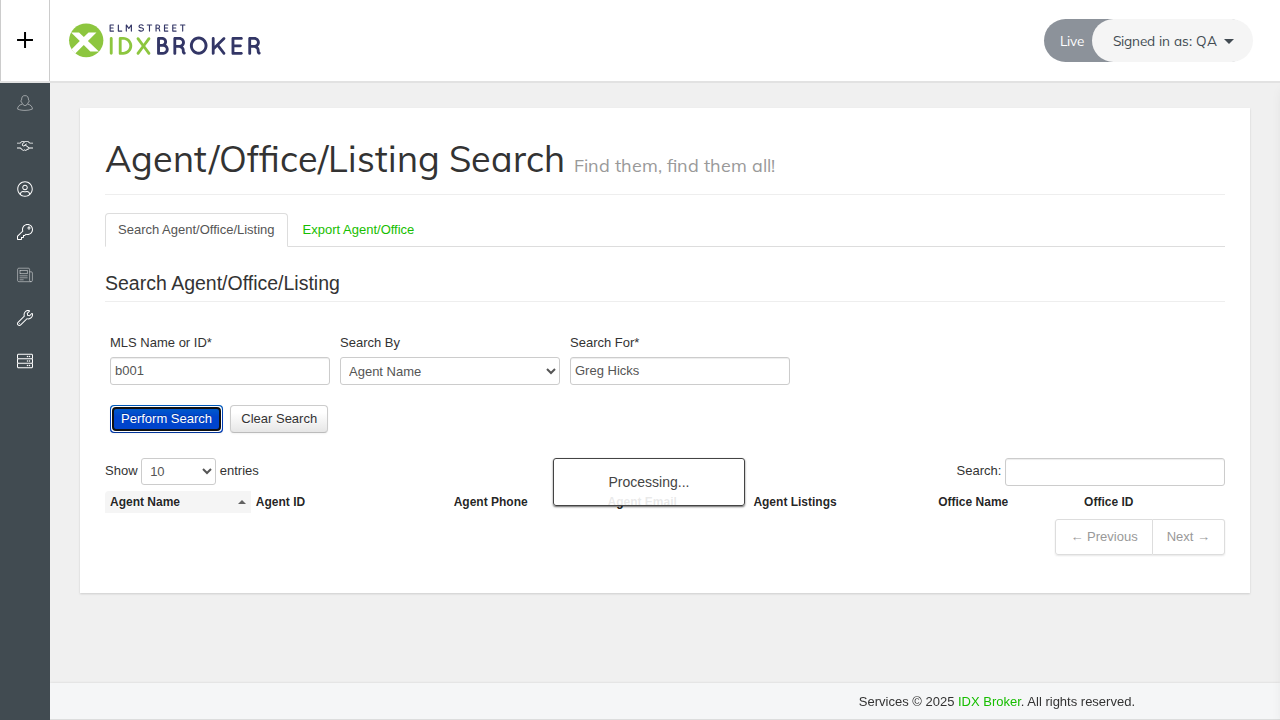 ELM STREET
IDXBROKER
Live
Signed in as: QA
Agent/Office/Listing Search Find them, find them all!
Search Agent/Office/Listing
Export Agent/Office
Search Agent/Office/Listing
MLS Name or ID*
Search By
Search For*
b001
Agent Name
Greg Hicks
Perform Search
Clear Search
Show 10 entries
Processing...
Search:
Agent Name
Agent ID
Agent Phone
Agent Email
Agent Listings
Office Name
Office ID
← Previous
Next →
Services © 2025 IDX Broker. All rights reserved.